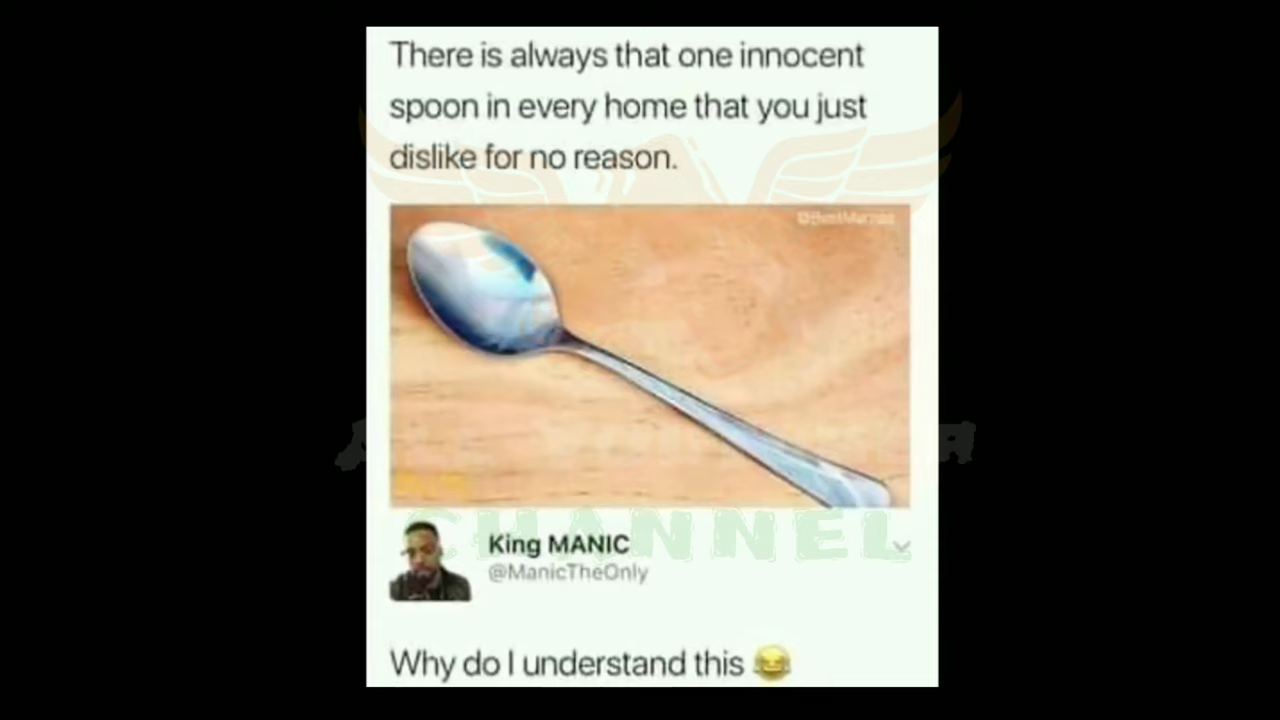 There is always that one innocent
spoon in every home that you just
dislike for no reason.
King MANIC
@ManicTheOnly
CHANNEL
Why do I understand this 😂